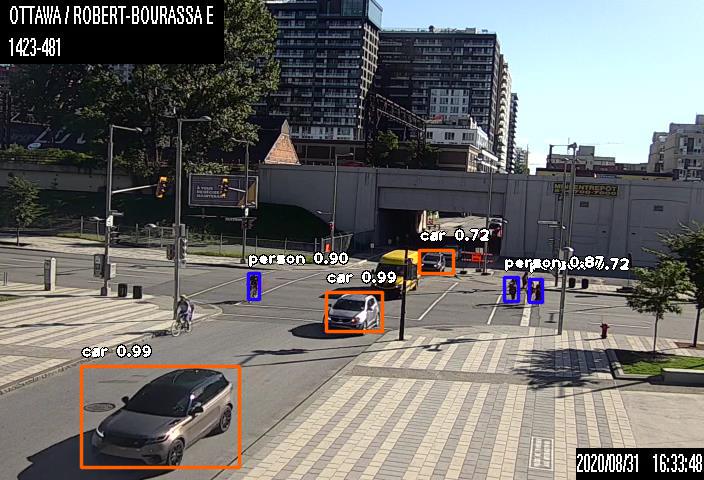 OTTAWA / ROBERT-BOURASSA E
1423-481
car 0.72
person 0.90
person 0.87
0.72
car 0.99
car 0.99
À VOUS
2020/08/31 16:33:48